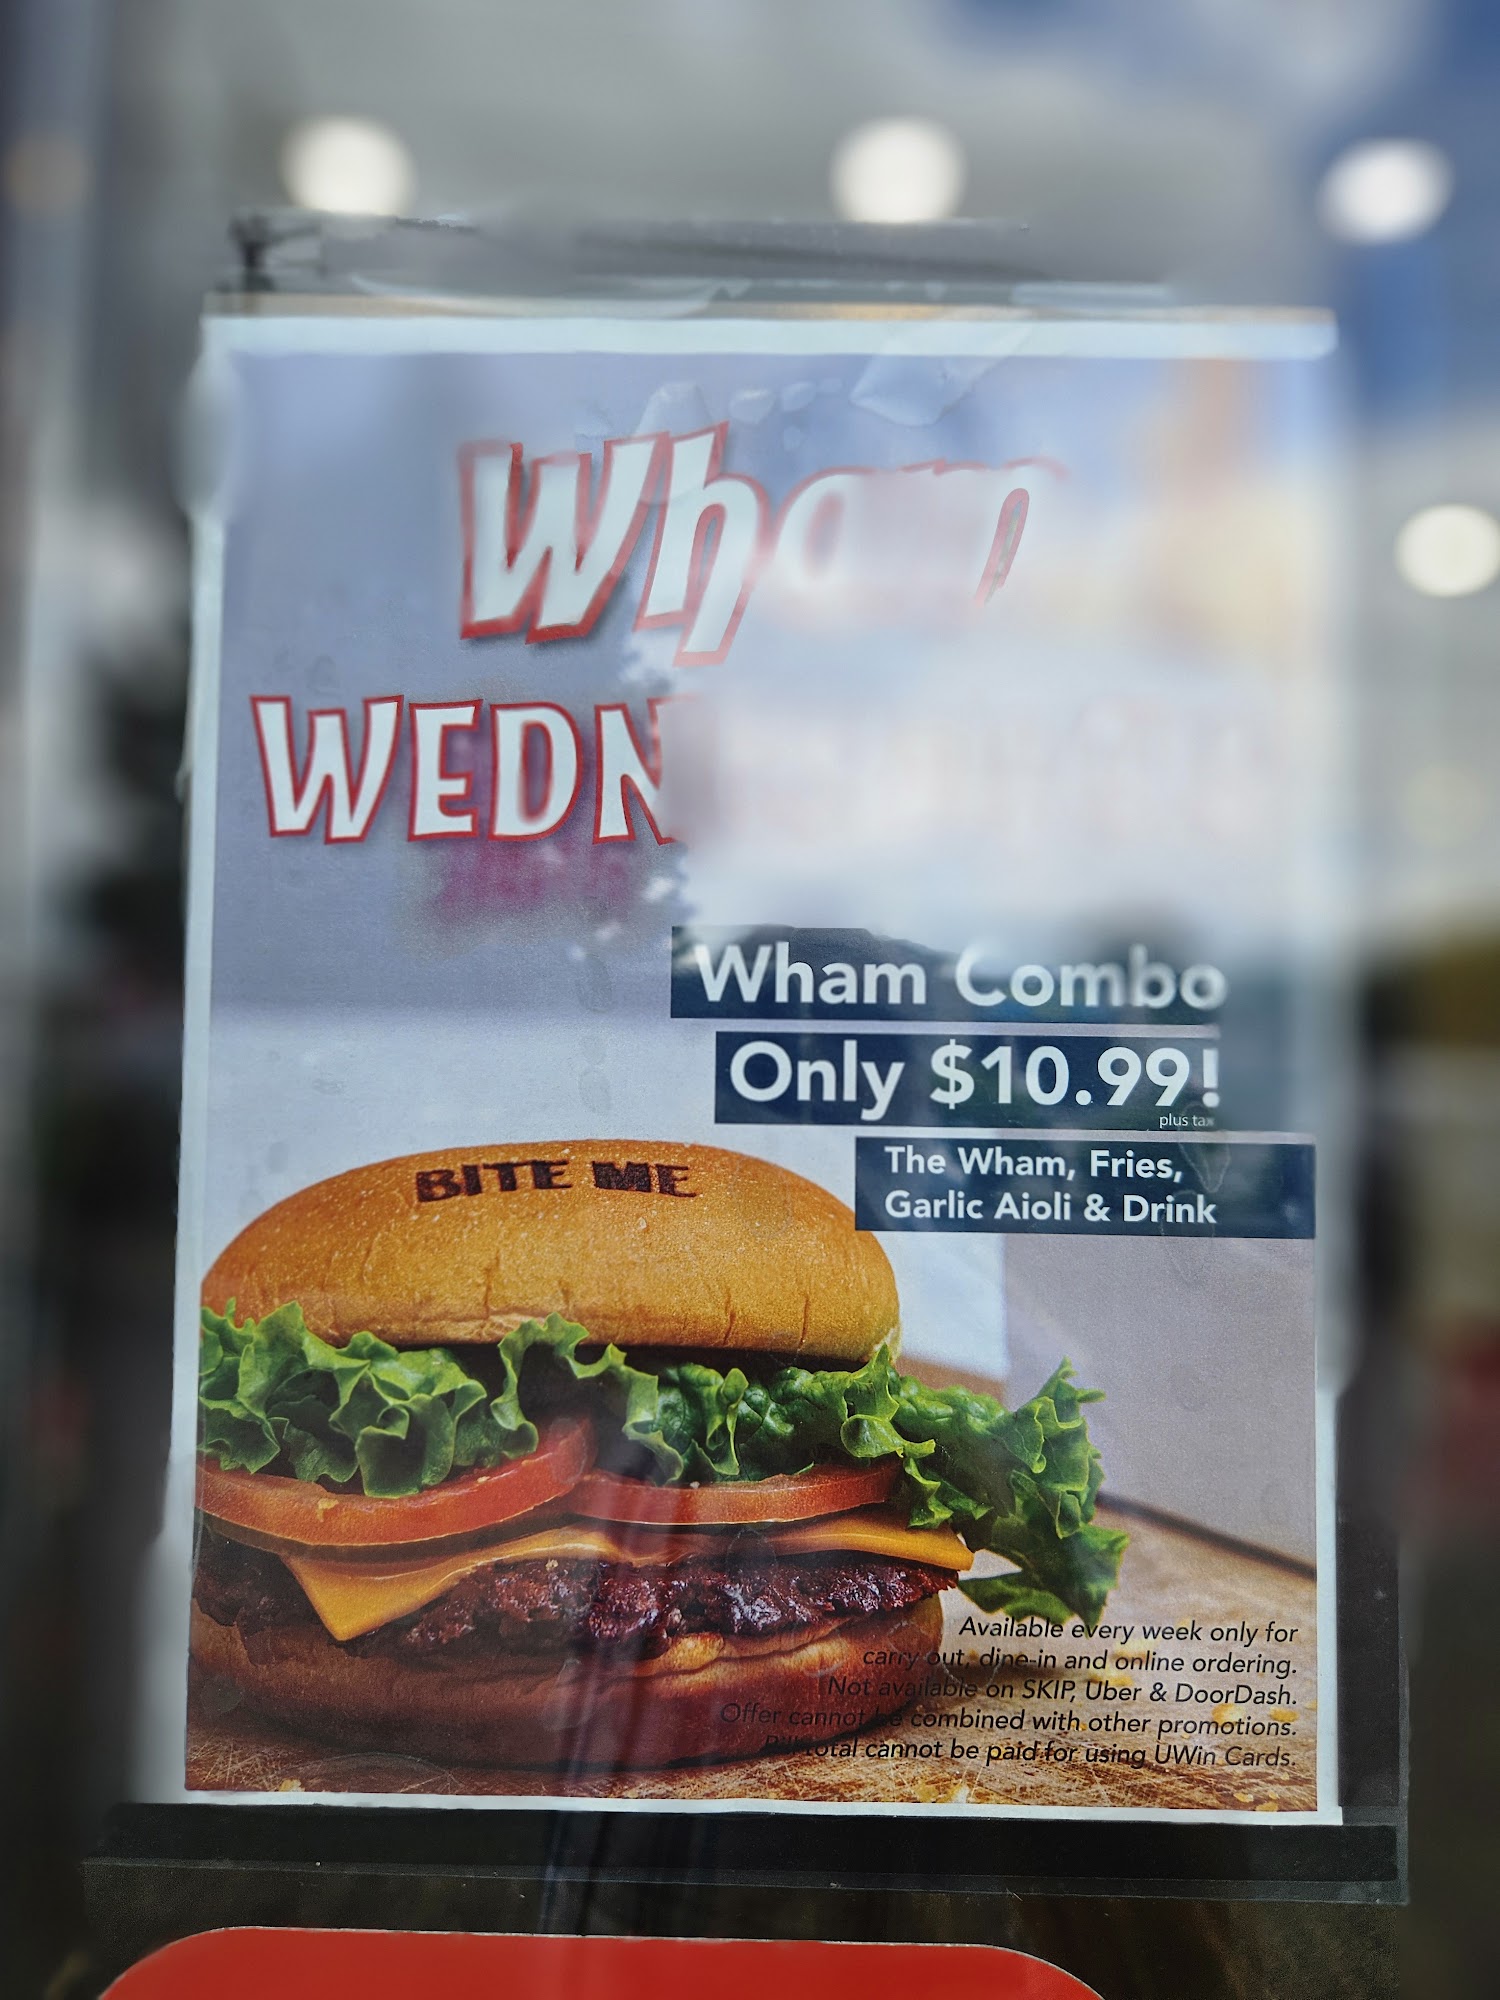 Wham
WEDN
Wham Combo
Only $10.99!
plus tax
The Wham, Fries,
Garlic Aioli & Drink
BITE ME
Available every week only for
carry out, dine-in and online ordering.
Not available on SKIP, Uber & DoorDash.
Offer cannot be combined with other promotions.
Bill total cannot be paid for using UWin Cards.